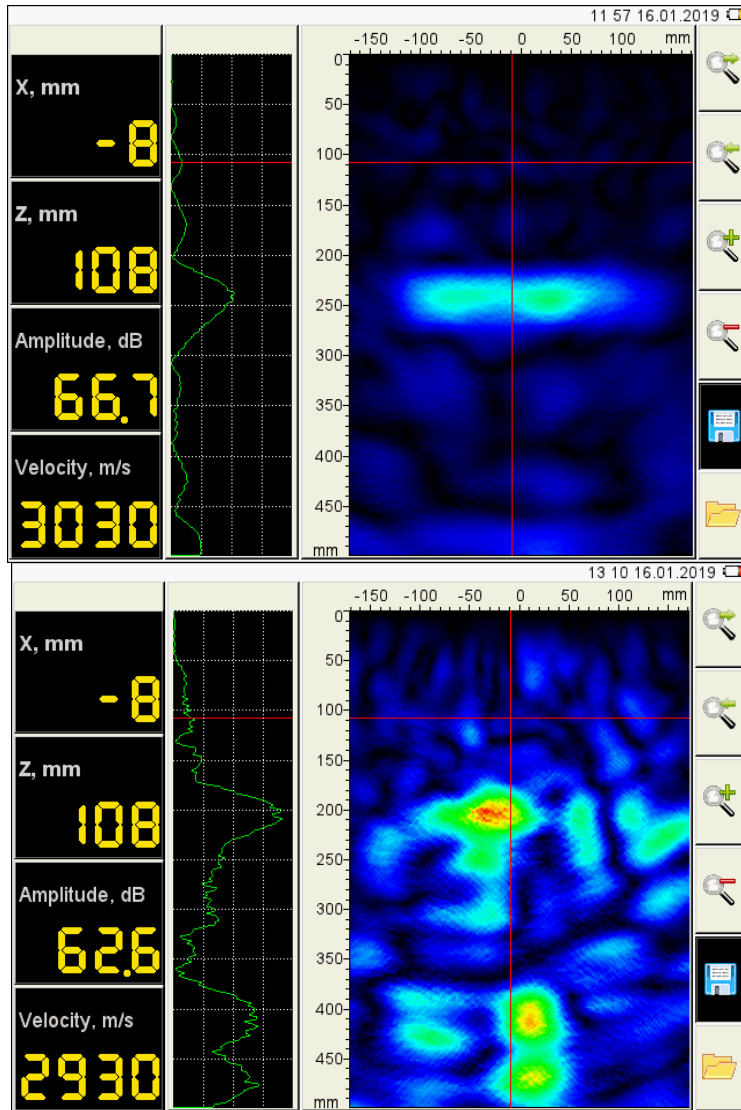 11 57 16.01.2019
-150 -100 -50 0 50 100 mm
X, mm
-8
Z, mm
108
Amplitude, dB
66.7
Velocity, m/s
3030
0
50
100
150
200
250
300
350
400
450
mm
13 10 16.01.2019
-150 -100 -50 0 50 100 mm
X, mm
-8
Z, mm
108
Amplitude, dB
62.6
Velocity, m/s
2930
0
50
100
150
200
250
300
350
400
450
mm